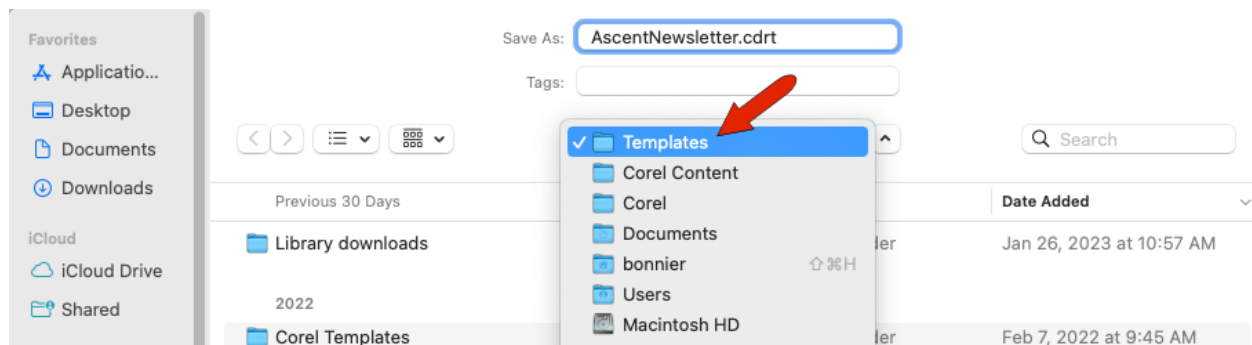 Favorites
Applicatio...
Desktop
Documents
Downloads
iCloud
iCloud Drive
Shared
Save As: AscentNewsletter.cdrt
Tags:
Search
Templates
Corel Content
Corel
Documents
bonnier ⇧⌘H
Users
Macintosh HD
Previous 30 Days Date Added
Library downloads Jan 26, 2023 at 10:57 AM
2022
Corel Templates Feb 7, 2022 at 9:45 AM